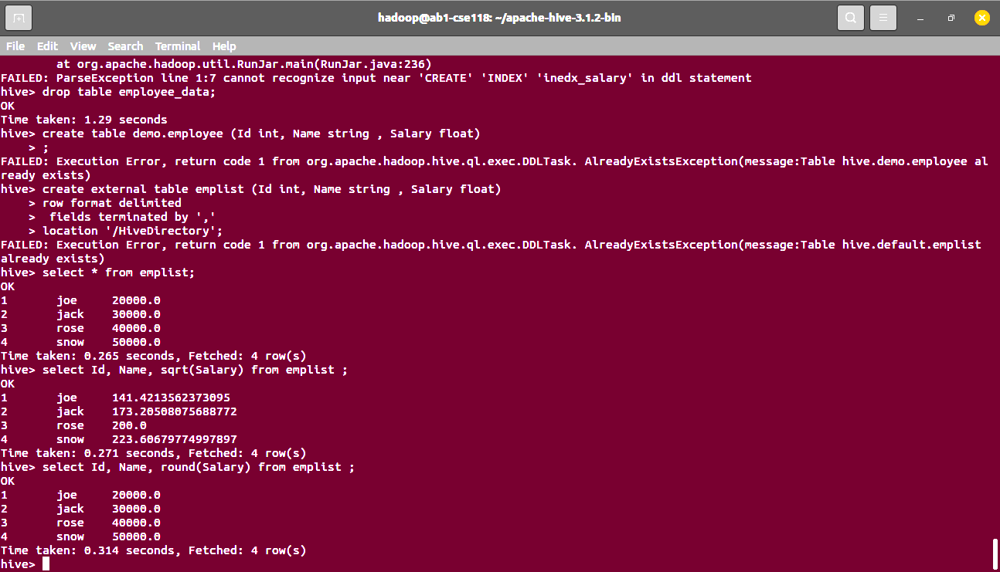 hadoop@ab1-cse118: ~/apache-hive-3.1.2-bin
File Edit View Search Terminal Help
        at org.apache.hadoop.util.RunJar.main(RunJar.java:236)
FAILED: ParseException line 1:7 cannot recognize input near 'CREATE' 'INDEX' 'inedx_salary' in ddl statement
hive> drop table employee_data;
OK
Time taken: 1.29 seconds
hive> create table demo.employee (Id int, Name string , Salary float)
    > ;
FAILED: Execution Error, return code 1 from org.apache.hadoop.hive.ql.exec.DDLTask. AlreadyExistsException(message:Table hive.demo.employee al
ready exists)
hive> create external table emplist (Id int, Name string , Salary float)
    > row format delimited
    >  fields terminated by ','
    > location '/HiveDirectory';
FAILED: Execution Error, return code 1 from org.apache.hadoop.hive.ql.exec.DDLTask. AlreadyExistsException(message:Table hive.default.emplist
already exists)
hive> select * from emplist;
OK
1       joe     20000.0
2       jack    30000.0
3       rose    40000.0
4       snow    50000.0
Time taken: 0.265 seconds, Fetched: 4 row(s)
hive> select Id, Name, sqrt(Salary) from emplist ;
OK
1       joe     141.4213562373095
2       jack    173.20508075688772
3       rose    200.0
4       snow    223.60679774997897
Time taken: 0.271 seconds, Fetched: 4 row(s)
hive> select Id, Name, round(Salary) from emplist ;
OK
1       joe     20000.0
2       jack    30000.0
3       rose    40000.0
4       snow    50000.0
Time taken: 0.314 seconds, Fetched: 4 row(s)
hive>